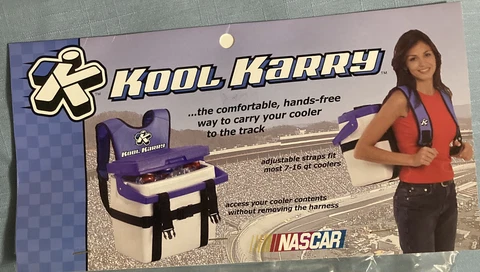 KOOL KARRY™
...the comfortable, hands-free
way to carry your cooler
to the track
adjustable straps fit
most 7-16 qt coolers
KOOL KARRY
access your cooler contents
without removing the harness
NASCAR